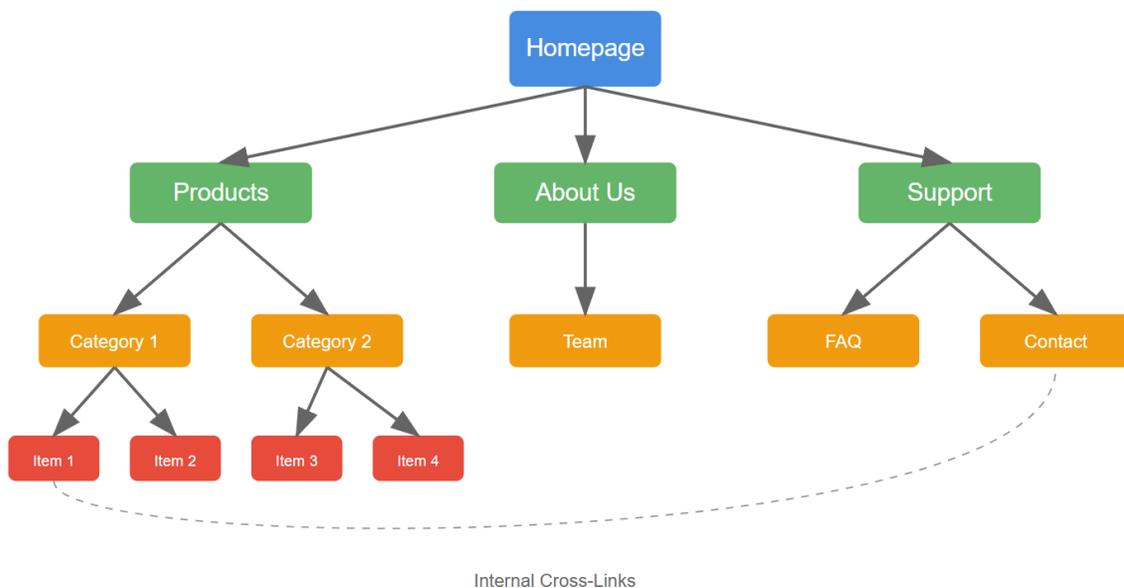 Homepage
Products
About Us
Support
Category 1
Category 2
Team
FAQ
Contact
Item 1
Item 2
Item 3
Item 4
Internal Cross-Links